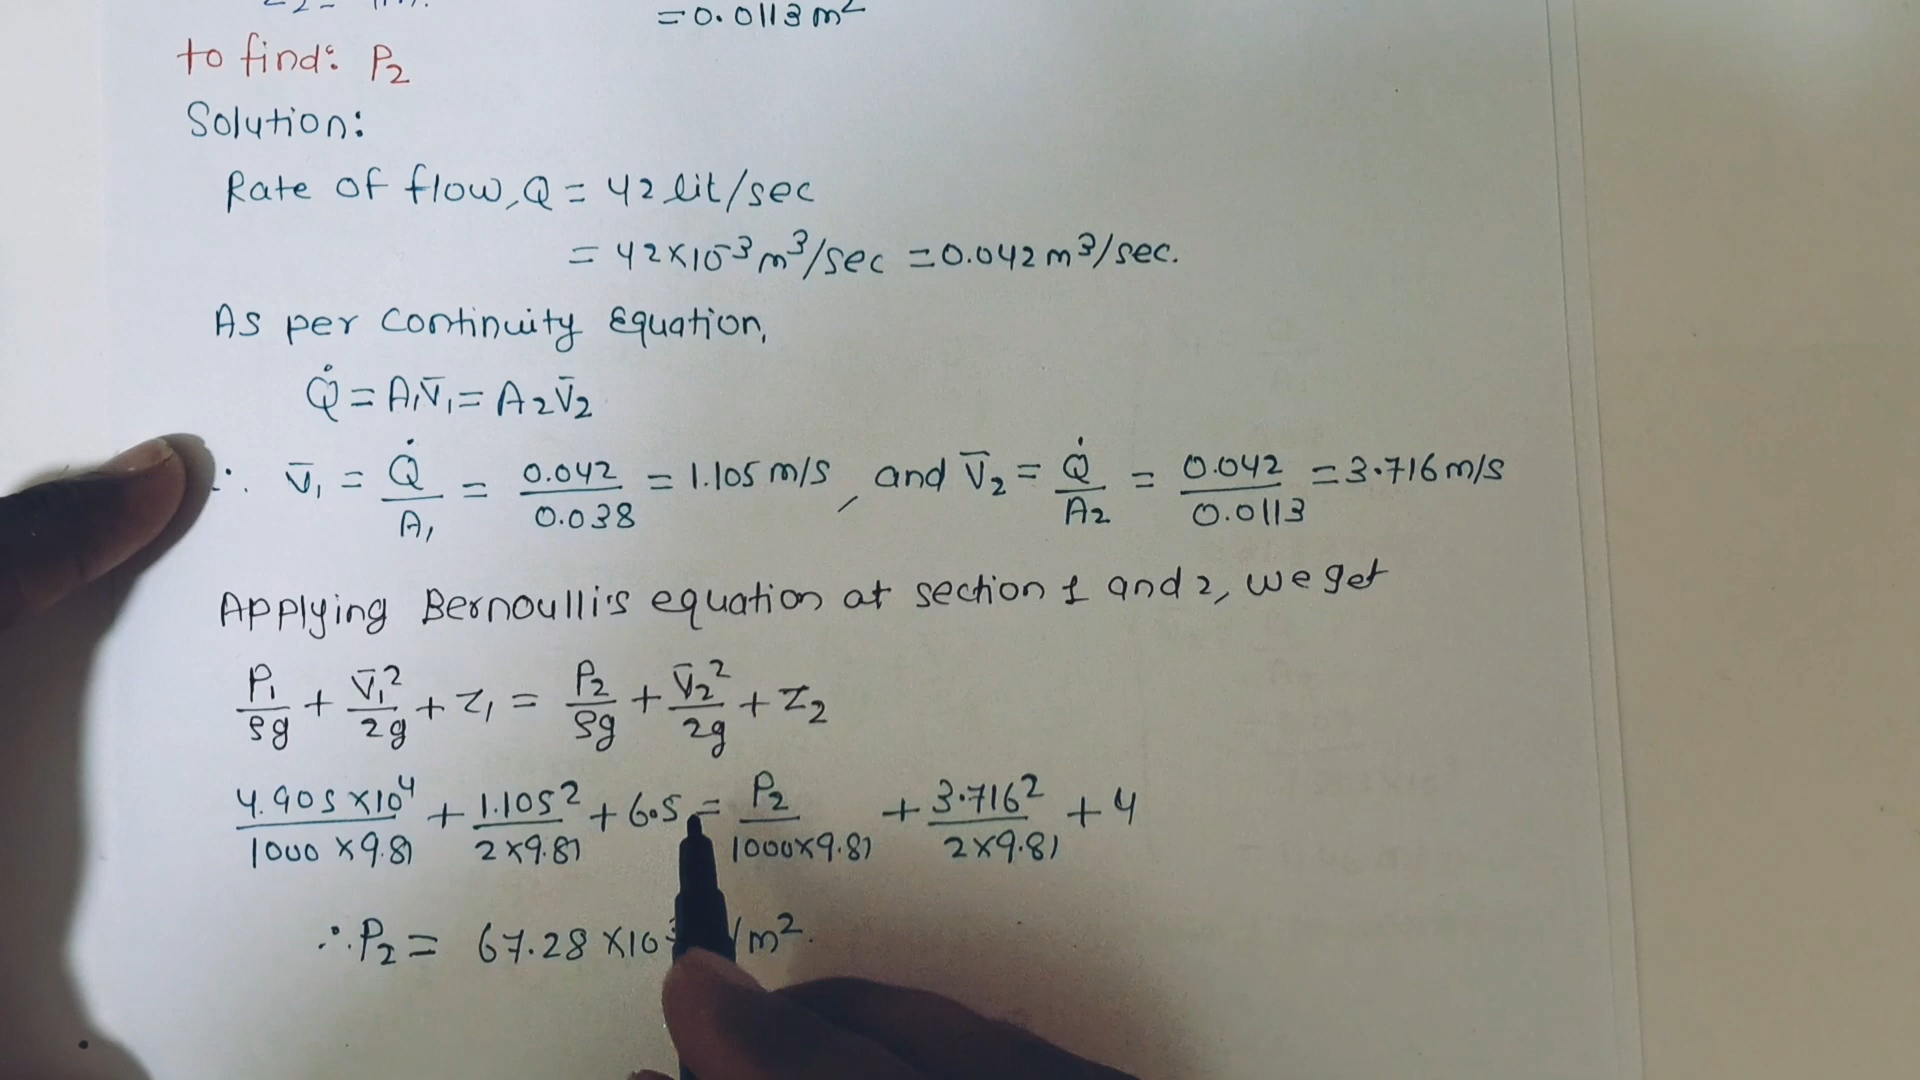 =0.0113m²
to find: P₂
Solution:
Rate of flow, Q = 42 lit/sec
= 42×10⁻³ m³/sec = 0.042 m³/sec.
As per continuity Equation,
Q̇ = A₁V̄₁ = A₂V̄₂
∴ V̄₁ = Q̇/A₁ = 0.042/0.038 = 1.105 m/s, and V̄₂ = Q̇/A₂ = 0.042/0.0113 = 3.716 m/s
Applying Bernoulli's equation at section 1 and 2, we get
P₁/ρg + V̄₁²/2g + Z₁ = P₂/ρg + V̄₂²/2g + Z₂
4.905×10⁴/1000×9.81 + 1.105²/2×9.81 + 6.5 = P₂/1000×9.81 + 3.716²/2×9.81 + 4
∴ P₂ = 67.28 ×10 /m².